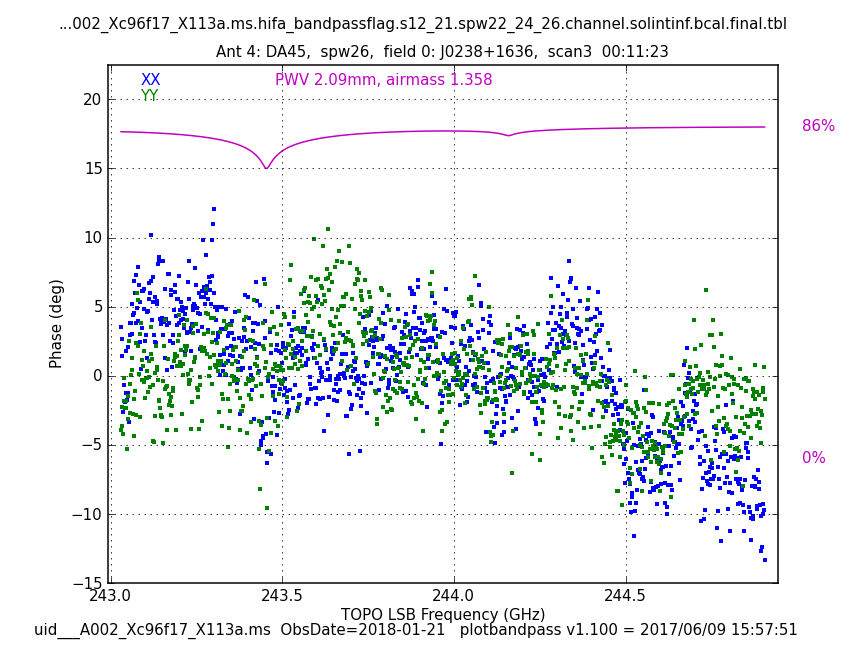 ...002_Xc96f17_X113a.ms.hifa_bandpassflag.s12_21.spw22_24_26.channel.solintinf.bcal.final.tbl
Ant 4: DA45,  spw26,  field 0: J0238+1636,  scan3  00:11:23
XX
YY
PWV 2.09mm, airmass 1.358
86%
0%
20
15
10
5
0
−5
−10
−15
Phase (deg)
243.0
243.5
244.0
244.5
TOPO LSB Frequency (GHz)
uid___A002_Xc96f17_X113a.ms  ObsDate=2018-01-21   plotbandpass v1.100 = 2017/06/09 15:57:51